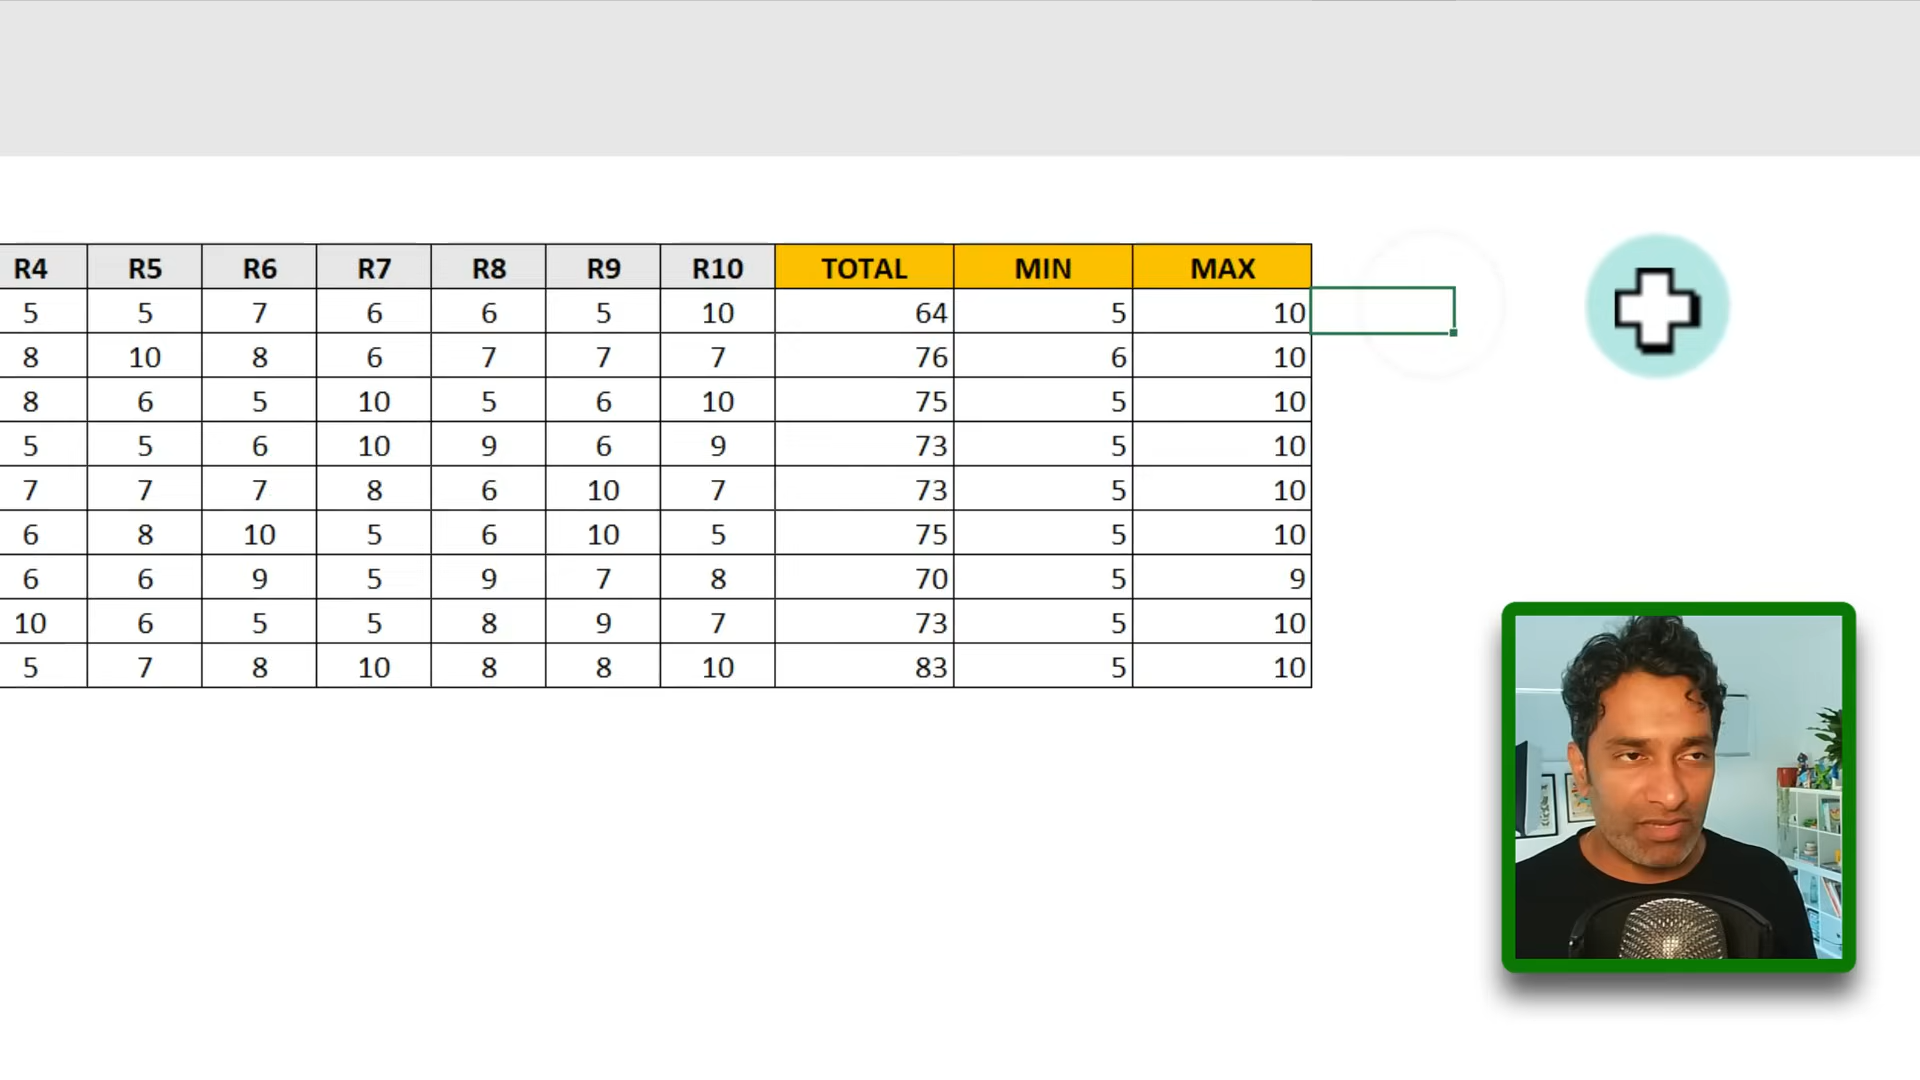 R4 R5 R6 R7 R8 R9 R10 TOTAL MIN MAX
5 5 7 6 6 5 10 64 5 10
8 10 8 6 7 7 7 76 6 10
8 6 5 10 5 6 10 75 5 10
5 5 6 10 9 6 9 73 5 10
7 7 7 8 6 10 7 73 5 10
6 8 10 5 6 10 5 75 5 10
6 6 9 5 9 7 8 70 5 9
10 6 5 5 8 9 7 73 5 10
5 7 8 10 8 8 10 83 5 10